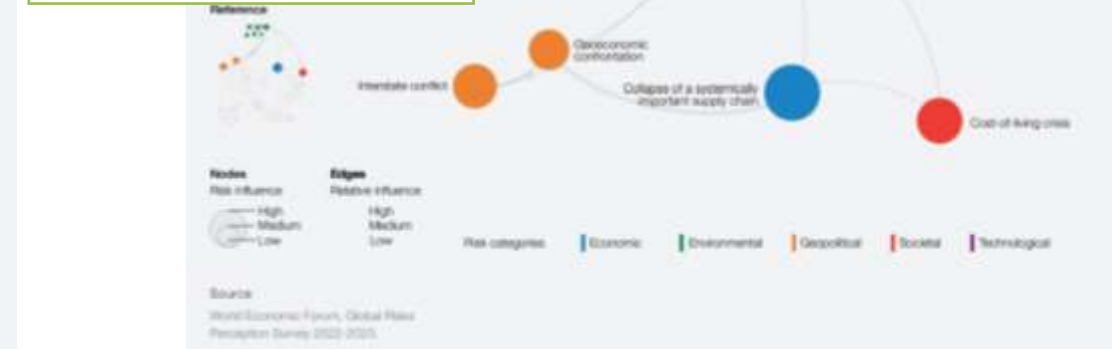 Reference
Geoeconomic
confrontation
Interstate conflict
Collapse of a systemically
important supply chain
Cost-of-living crisis
Nodes
Risk influence
High
Medium
Low
Edges
Relative influence
High
Medium
Low
Risk categories
Economic
Environmental
Geopolitical
Societal
Technological
Source
World Economic Forum, Global Risks
Perception Survey 2022-2023.